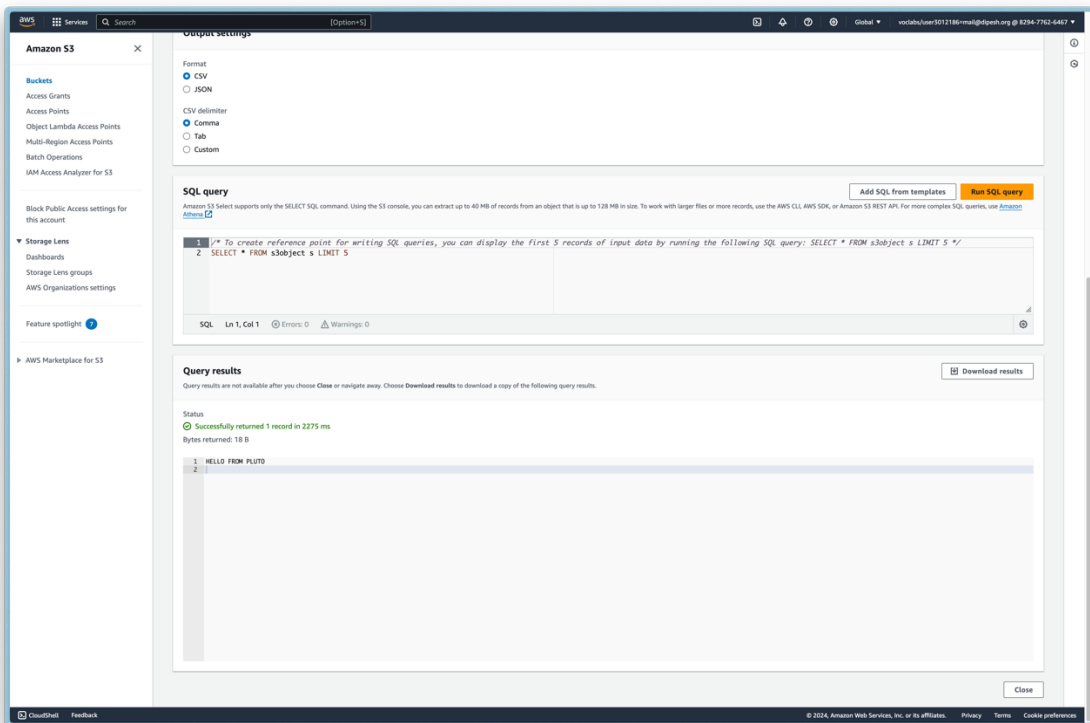 aws Services Search [Option+S] Global ▼ voclabs/user3012186=mail@dipesh.org @ 8294-7762-6467 ▼
Amazon S3
Buckets
Access Grants
Access Points
Object Lambda Access Points
Multi-Region Access Points
Batch Operations
IAM Access Analyzer for S3
Block Public Access settings for
this account
Storage Lens
Dashboards
Storage Lens groups
AWS Organizations settings
Feature spotlight 7
AWS Marketplace for S3
Output settings
Format
CSV
JSON
CSV delimiter
Comma
Tab
Custom
SQL query
Add SQL from templates Run SQL query
Amazon S3 Select supports only the SELECT SQL command. Using the S3 console, you can extract up to 40 MB of records from an object that is up to 128 MB in size. To work with larger files or more records, use the AWS CLI, AWS SDK, or Amazon S3 REST API. For more complex SQL queries, use Amazon
Athena
1 /* To create reference point for writing SQL queries, you can display the first 5 records of input data by running the following SQL query: SELECT * FROM s3object s LIMIT 5 */
2 SELECT * FROM s3object s LIMIT 5
SQL Ln 1, Col 1 Errors: 0 Warnings: 0
Query results
Download results
Query results are not available after you choose Close or navigate away. Choose Download results to download a copy of the following query results.
Status
Successfully returned 1 record in 2275 ms
Bytes returned: 18 B
1 HELLO FROM PLUTO
2
Close
CloudShell Feedback © 2024, Amazon Web Services, Inc. or its affiliates. Privacy Terms Cookie preferences